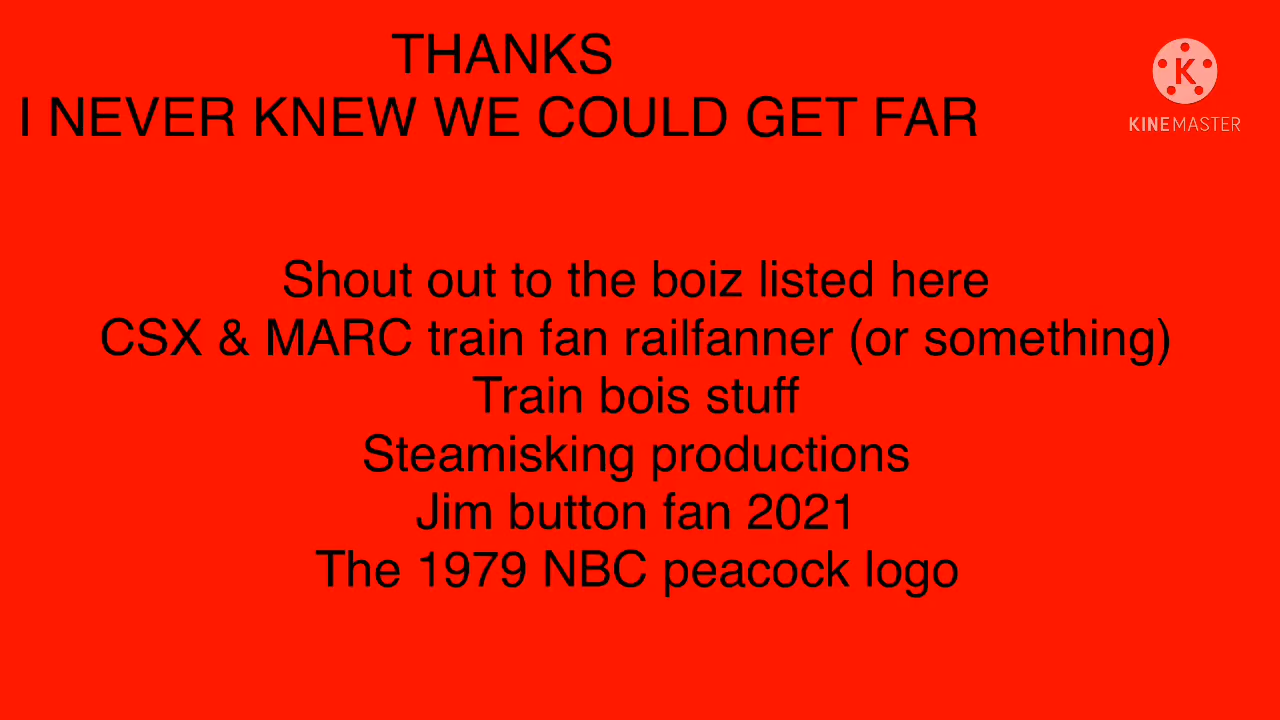 THANKS
I NEVER KNEW WE COULD GET FAR
K
KINEMASTER
Shout out to the boiz listed here
CSX & MARC train fan railfanner (or something)
Train bois stuff
Steamisking productions
Jim button fan 2021
The 1979 NBC peacock logo